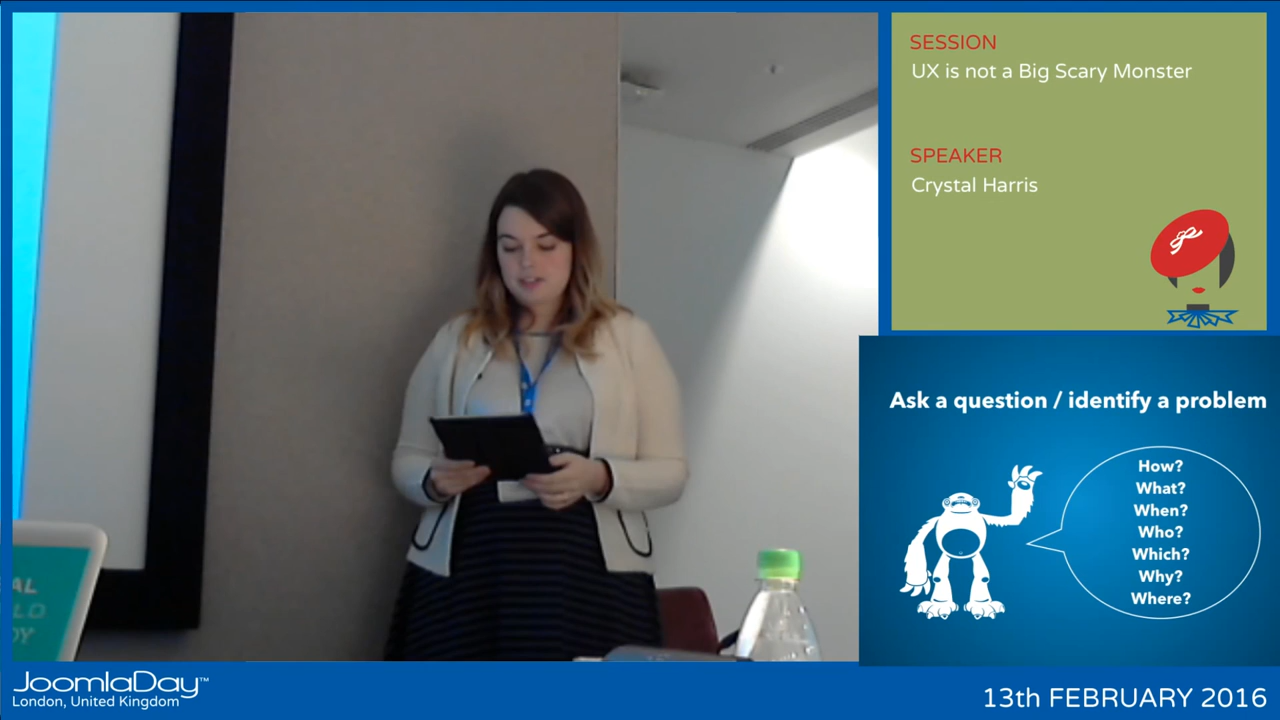 SESSION
UX is not a Big Scary Monster
SPEAKER
Crystal Harris
Ask a question / identify a problem
How?
What?
When?
Who?
Which?
Why?
Where?
JoomlaDay™
London, United Kingdom
13th FEBRUARY 2016